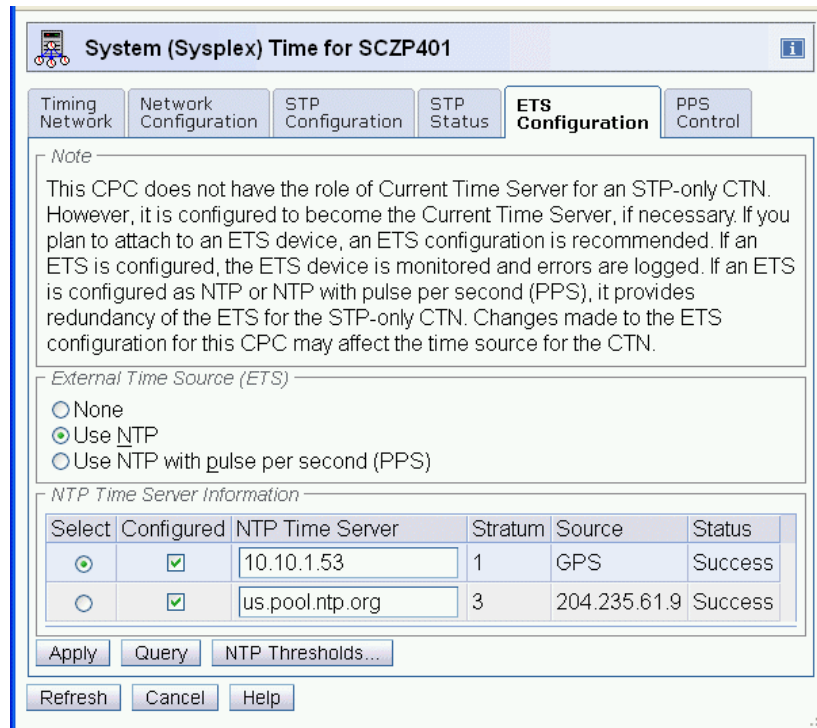 System (Sysplex) Time for SCZP401
i
Timing Network
Network Configuration
STP Configuration
STP Status
ETS Configuration
PPS Control
Note
This CPC does not have the role of Current Time Server for an STP-only CTN.
However, it is configured to become the Current Time Server, if necessary. If you
plan to attach to an ETS device, an ETS configuration is recommended. If an
ETS is configured, the ETS device is monitored and errors are logged. If an ETS
is configured as NTP or NTP with pulse per second (PPS), it provides
redundancy of the ETS for the STP-only CTN. Changes made to the ETS
configuration for this CPC may affect the time source for the CTN.
External Time Source (ETS)
None
Use NTP
Use NTP with pulse per second (PPS)
NTP Time Server Information
Select Configured NTP Time Server Stratum Source Status
10.10.1.53 1 GPS Success
us.pool.ntp.org 3 204.235.61.9 Success
Apply Query NTP Thresholds...
Refresh Cancel Help